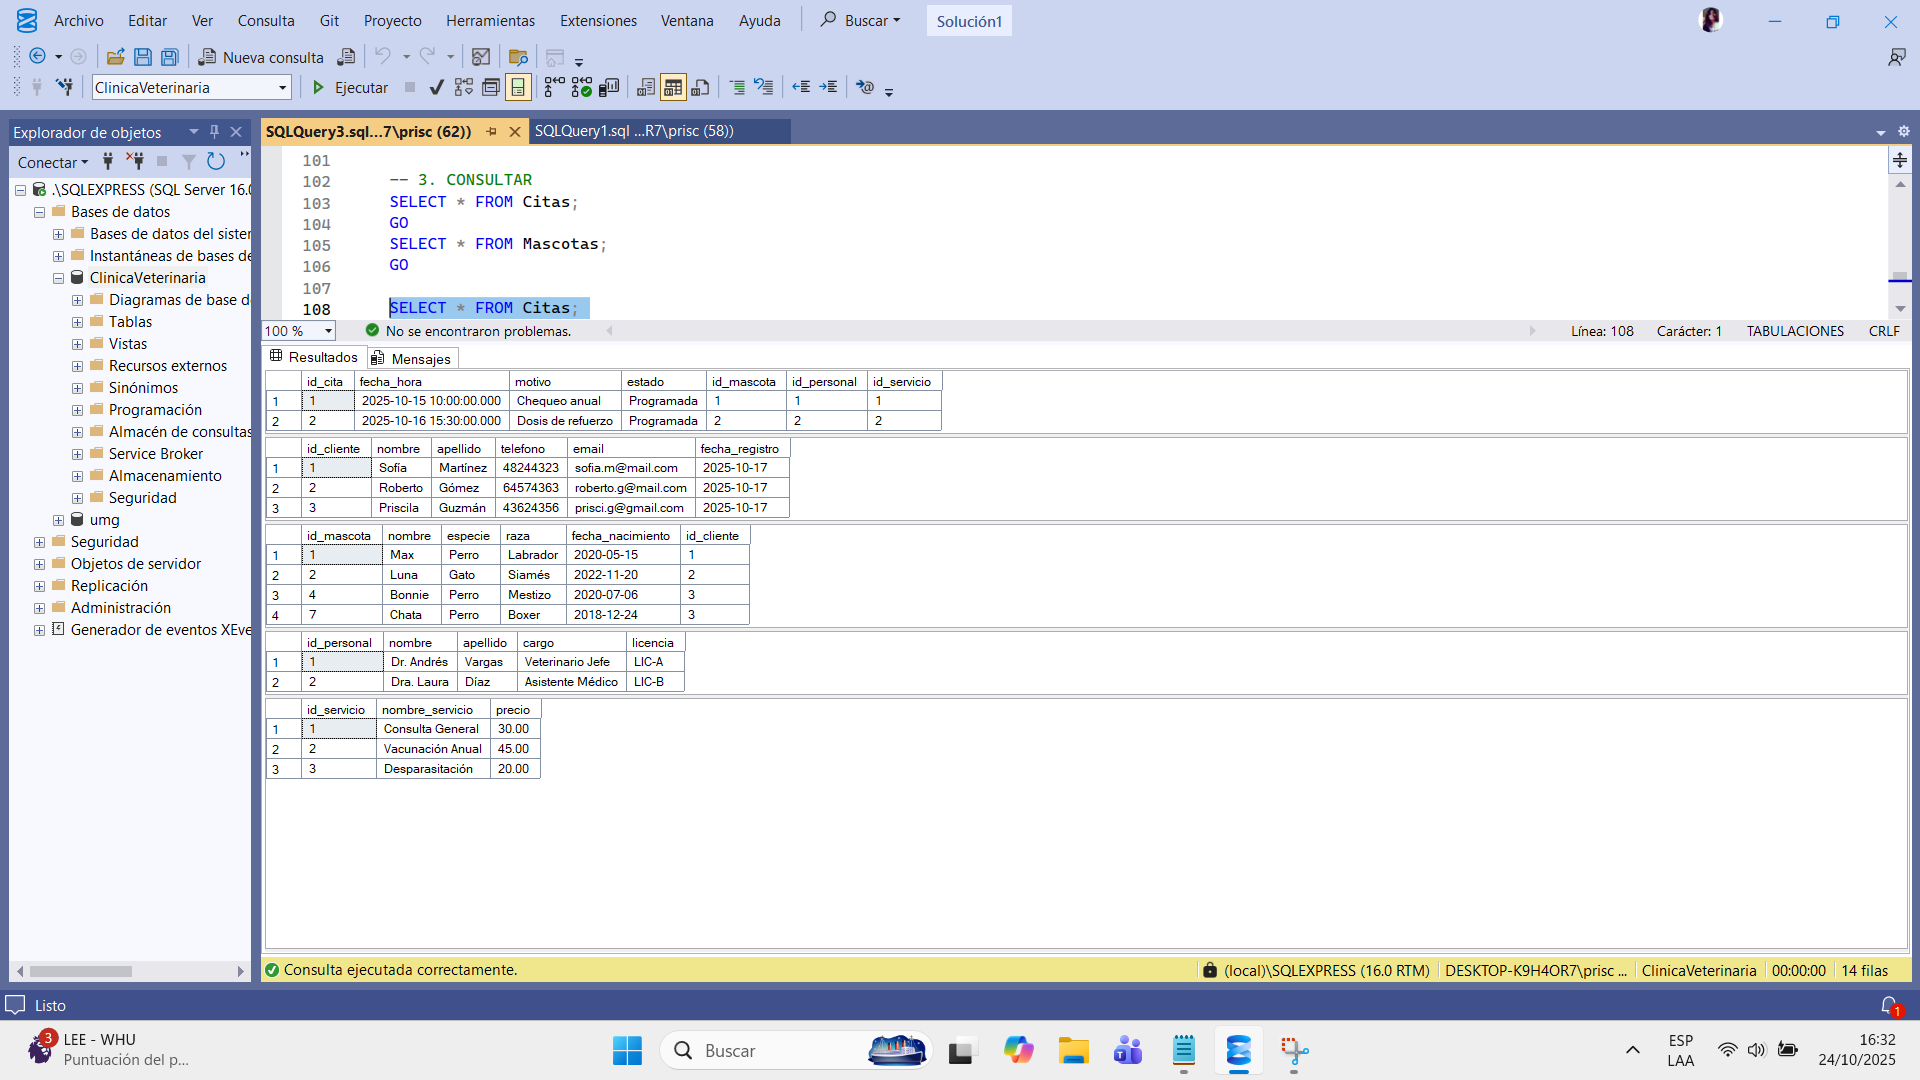 Archivo Editar Ver Consulta Git Proyecto Herramientas Extensiones Ventana Ayuda Buscar Solución1
Nueva consulta
ClinicaVeterinaria Ejecutar
Explorador de objetos
Conectar
.\SQLEXPRESS (SQL Server 16.0
Bases de datos
Bases de datos del sister
Instantáneas de bases de
ClinicaVeterinaria
Diagramas de base d
Tablas
Vistas
Recursos externos
Sinónimos
Programación
Almacén de consultas
Service Broker
Almacenamiento
Seguridad
umg
Seguridad
Objetos de servidor
Replicación
Administración
Generador de eventos XEve
SQLQuery3.sql...7\prisc (62)) SQLQuery1.sql ...R7\prisc (58))
101
102 -- 3. CONSULTAR
103 SELECT * FROM Citas;
104 GO
105 SELECT * FROM Mascotas;
106 GO
107
108 SELECT * FROM Citas;
100 % No se encontraron problemas. Línea: 108 Carácter: 1 TABULACIONES CRLF
Resultados Mensajes
id_cita fecha_hora motivo estado id_mascota id_personal id_servicio
1 1 2025-10-15 10:00:00.000 Chequeo anual Programada 1 1 1
2 2 2025-10-16 15:30:00.000 Dosis de refuerzo Programada 2 2 2
id_cliente nombre apellido telefono email fecha_registro
1 1 Sofía Martínez 48244323 sofia.m@mail.com 2025-10-17
2 2 Roberto Gómez 64574363 roberto.g@mail.com 2025-10-17
3 3 Priscila Guzmán 43624356 prisci.g@gmail.com 2025-10-17
id_mascota nombre especie raza fecha_nacimiento id_cliente
1 1 Max Perro Labrador 2020-05-15 1
2 2 Luna Gato Siamés 2022-11-20 2
3 4 Bonnie Perro Mestizo 2020-07-06 3
4 7 Chata Perro Boxer 2018-12-24 3
id_personal nombre apellido cargo licencia
1 1 Dr. Andrés Vargas Veterinario Jefe LIC-A
2 2 Dra. Laura Díaz Asistente Médico LIC-B
id_servicio nombre_servicio precio
1 1 Consulta General 30.00
2 2 Vacunación Anual 45.00
3 3 Desparasitación 20.00
Consulta ejecutada correctamente. (local)\SQLEXPRESS (16.0 RTM) DESKTOP-K9H4OR7\prisc ... ClinicaVeterinaria 00:00:00 14 filas
Listo 1
3 LEE - WHU
Puntuación del p...
Buscar
ESP
LAA
16:32
24/10/2025